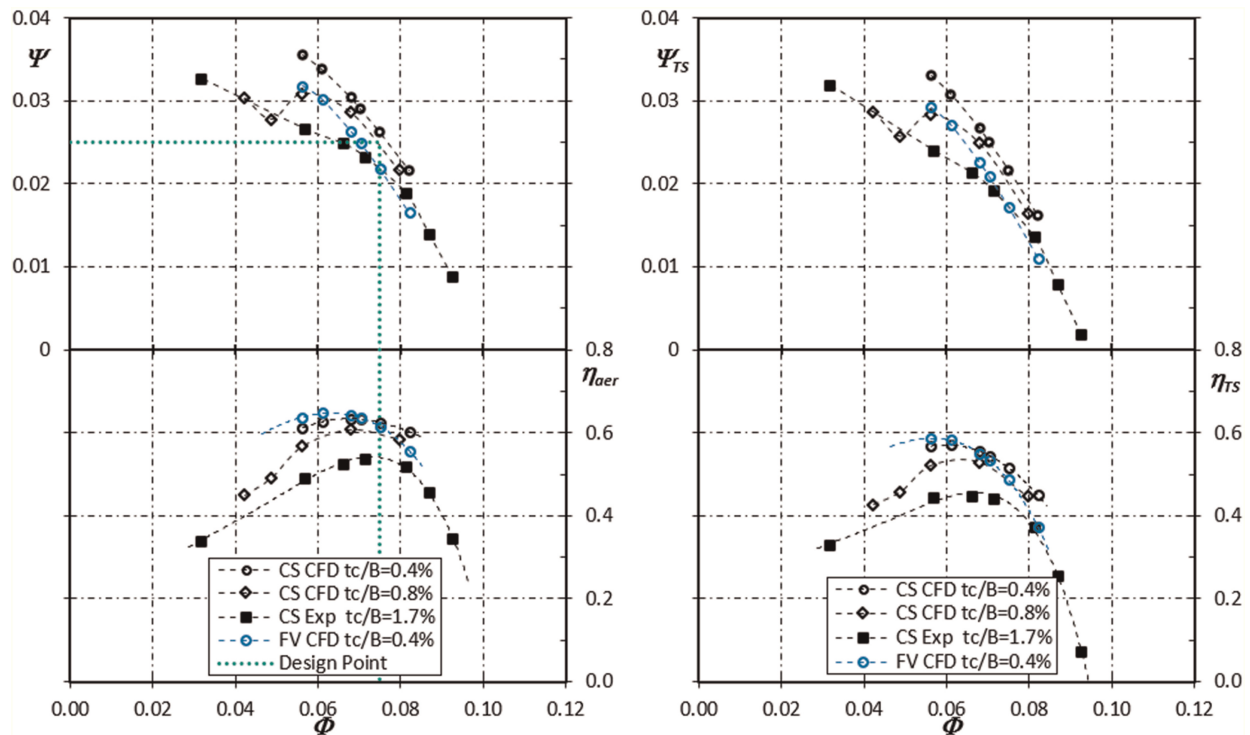 0.04
Ψ
0.03
0.02
0.01
0
0.8
ηaer
0.6
0.4
0.2
0.0
CS CFD tc/B=0.4%
CS CFD tc/B=0.8%
CS Exp tc/B=1.7%
FV CFD tc/B=0.4%
Design Point
0.00 0.02 0.04 0.06 0.08 0.10 0.12
Φ
0.04
ΨTS
0.03
0.02
0.01
0
0.8
ηTS
0.6
0.4
0.2
0.0
CS CFD tc/B=0.4%
CS CFD tc/B=0.8%
CS Exp tc/B=1.7%
FV CFD tc/B=0.4%
0.00 0.02 0.04 0.06 0.08 0.10 0.12
Φ